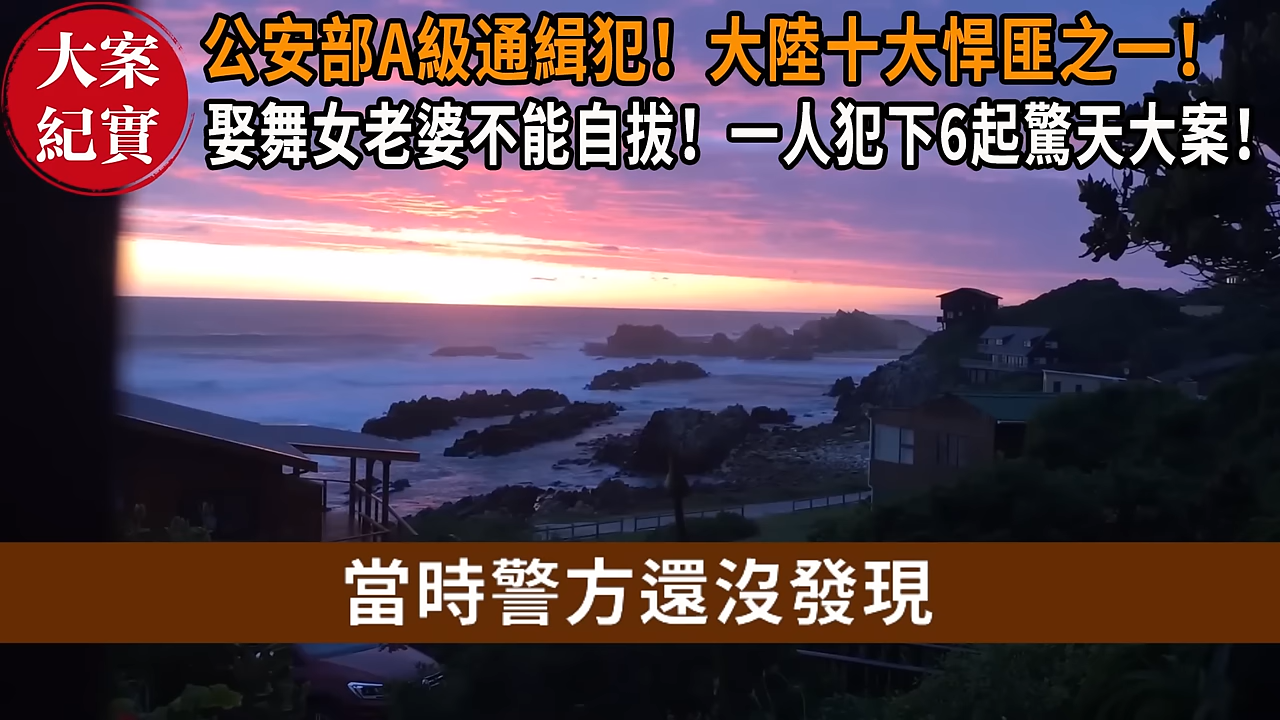 大案
紀實
公安部A級通緝犯！大陸十大悍匪之一！
娶舞女老婆不能自拔！一人犯下6起驚天大案！
當時警方還沒發現